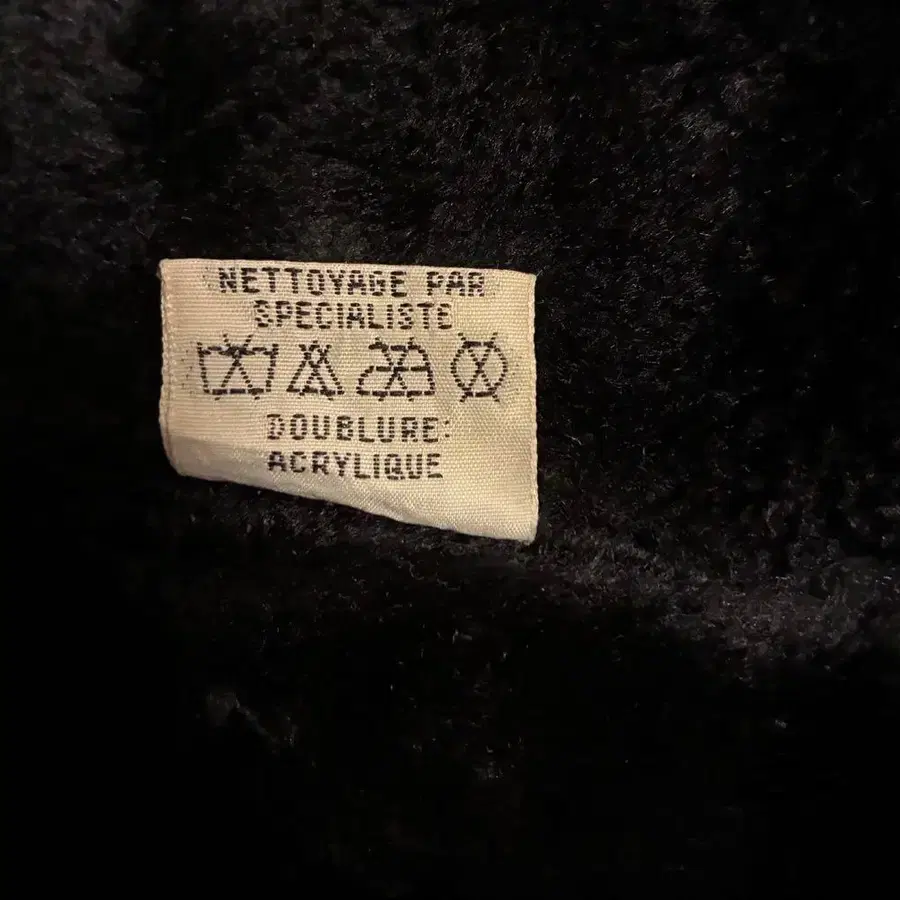 NETTOYAGE PAR
SPECIALISTE
DOUBLURE:
ACRYLIQUE